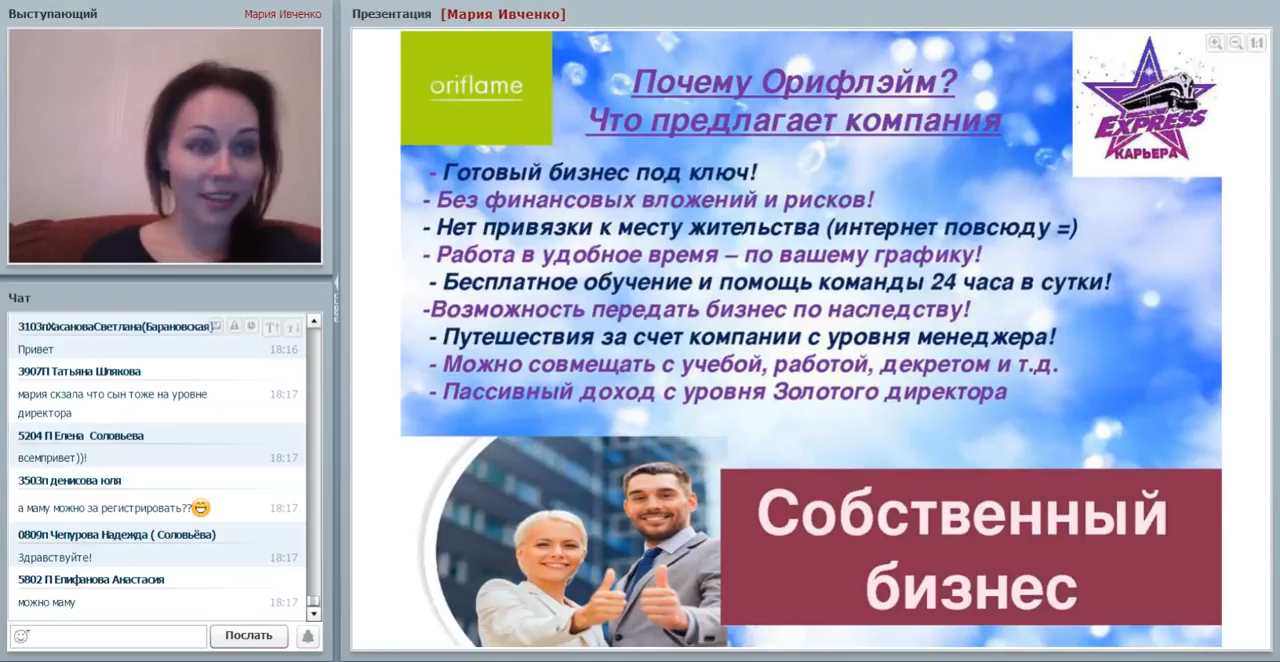 Выступающий
Мария Ивченко
Чат
3103пХасановаСветлана(Барановская)
Привет
18:16
3907П Татьяна Шлякова
мария скзала что сын тоже на уровне
директора
18:17
5204 П Елена Соловьева
всемпривет))!
18:17
3503п денисова юля
а маму можно за регистрировать??
18:17
0809п Чепурова Надежда ( Соловьёва)
Здравствуйте!
18:17
5802 П Епифанова Анастасия
можно маму
18:17
Послать
Презентация [Мария Ивченко]
1:1
oriflame
Почему Орифлэйм?
Что предлагает компания
EXPRESS
КАРЬЕРА
- Готовый бизнес под ключ!
- Без финансовых вложений и рисков!
- Нет привязки к месту жительства (интернет повсюду =)
- Работа в удобное время – по вашему графику!
- Бесплатное обучение и помощь команды 24 часа в сутки!
-Возможность передать бизнес по наследству!
- Путешествия за счет компании с уровня менеджера!
- Можно совмещать с учебой, работой, декретом и т.д.
- Пассивный доход с уровня Золотого директора
Собственный
бизнес